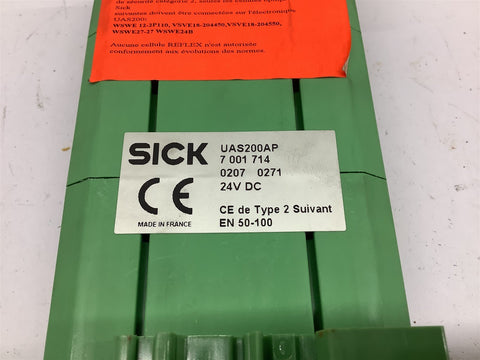 de sécurité catégorie 2, seules les cellules optiques
Sick
suivantes doivent être connectées sur l'électronique
UAS200:
WSWE 12-2P110, VSVE18-204450,VSVE18-204550,
WSWE27-27 WSWE24B
Aucune cellule REFLEX n'est autorisée
conformément aux évolutions des normes.
SICK
UAS200AP
7 001 714
0207 0271
24V DC
CE
MADE IN FRANCE
CE de Type 2 Suivant
EN 50-100